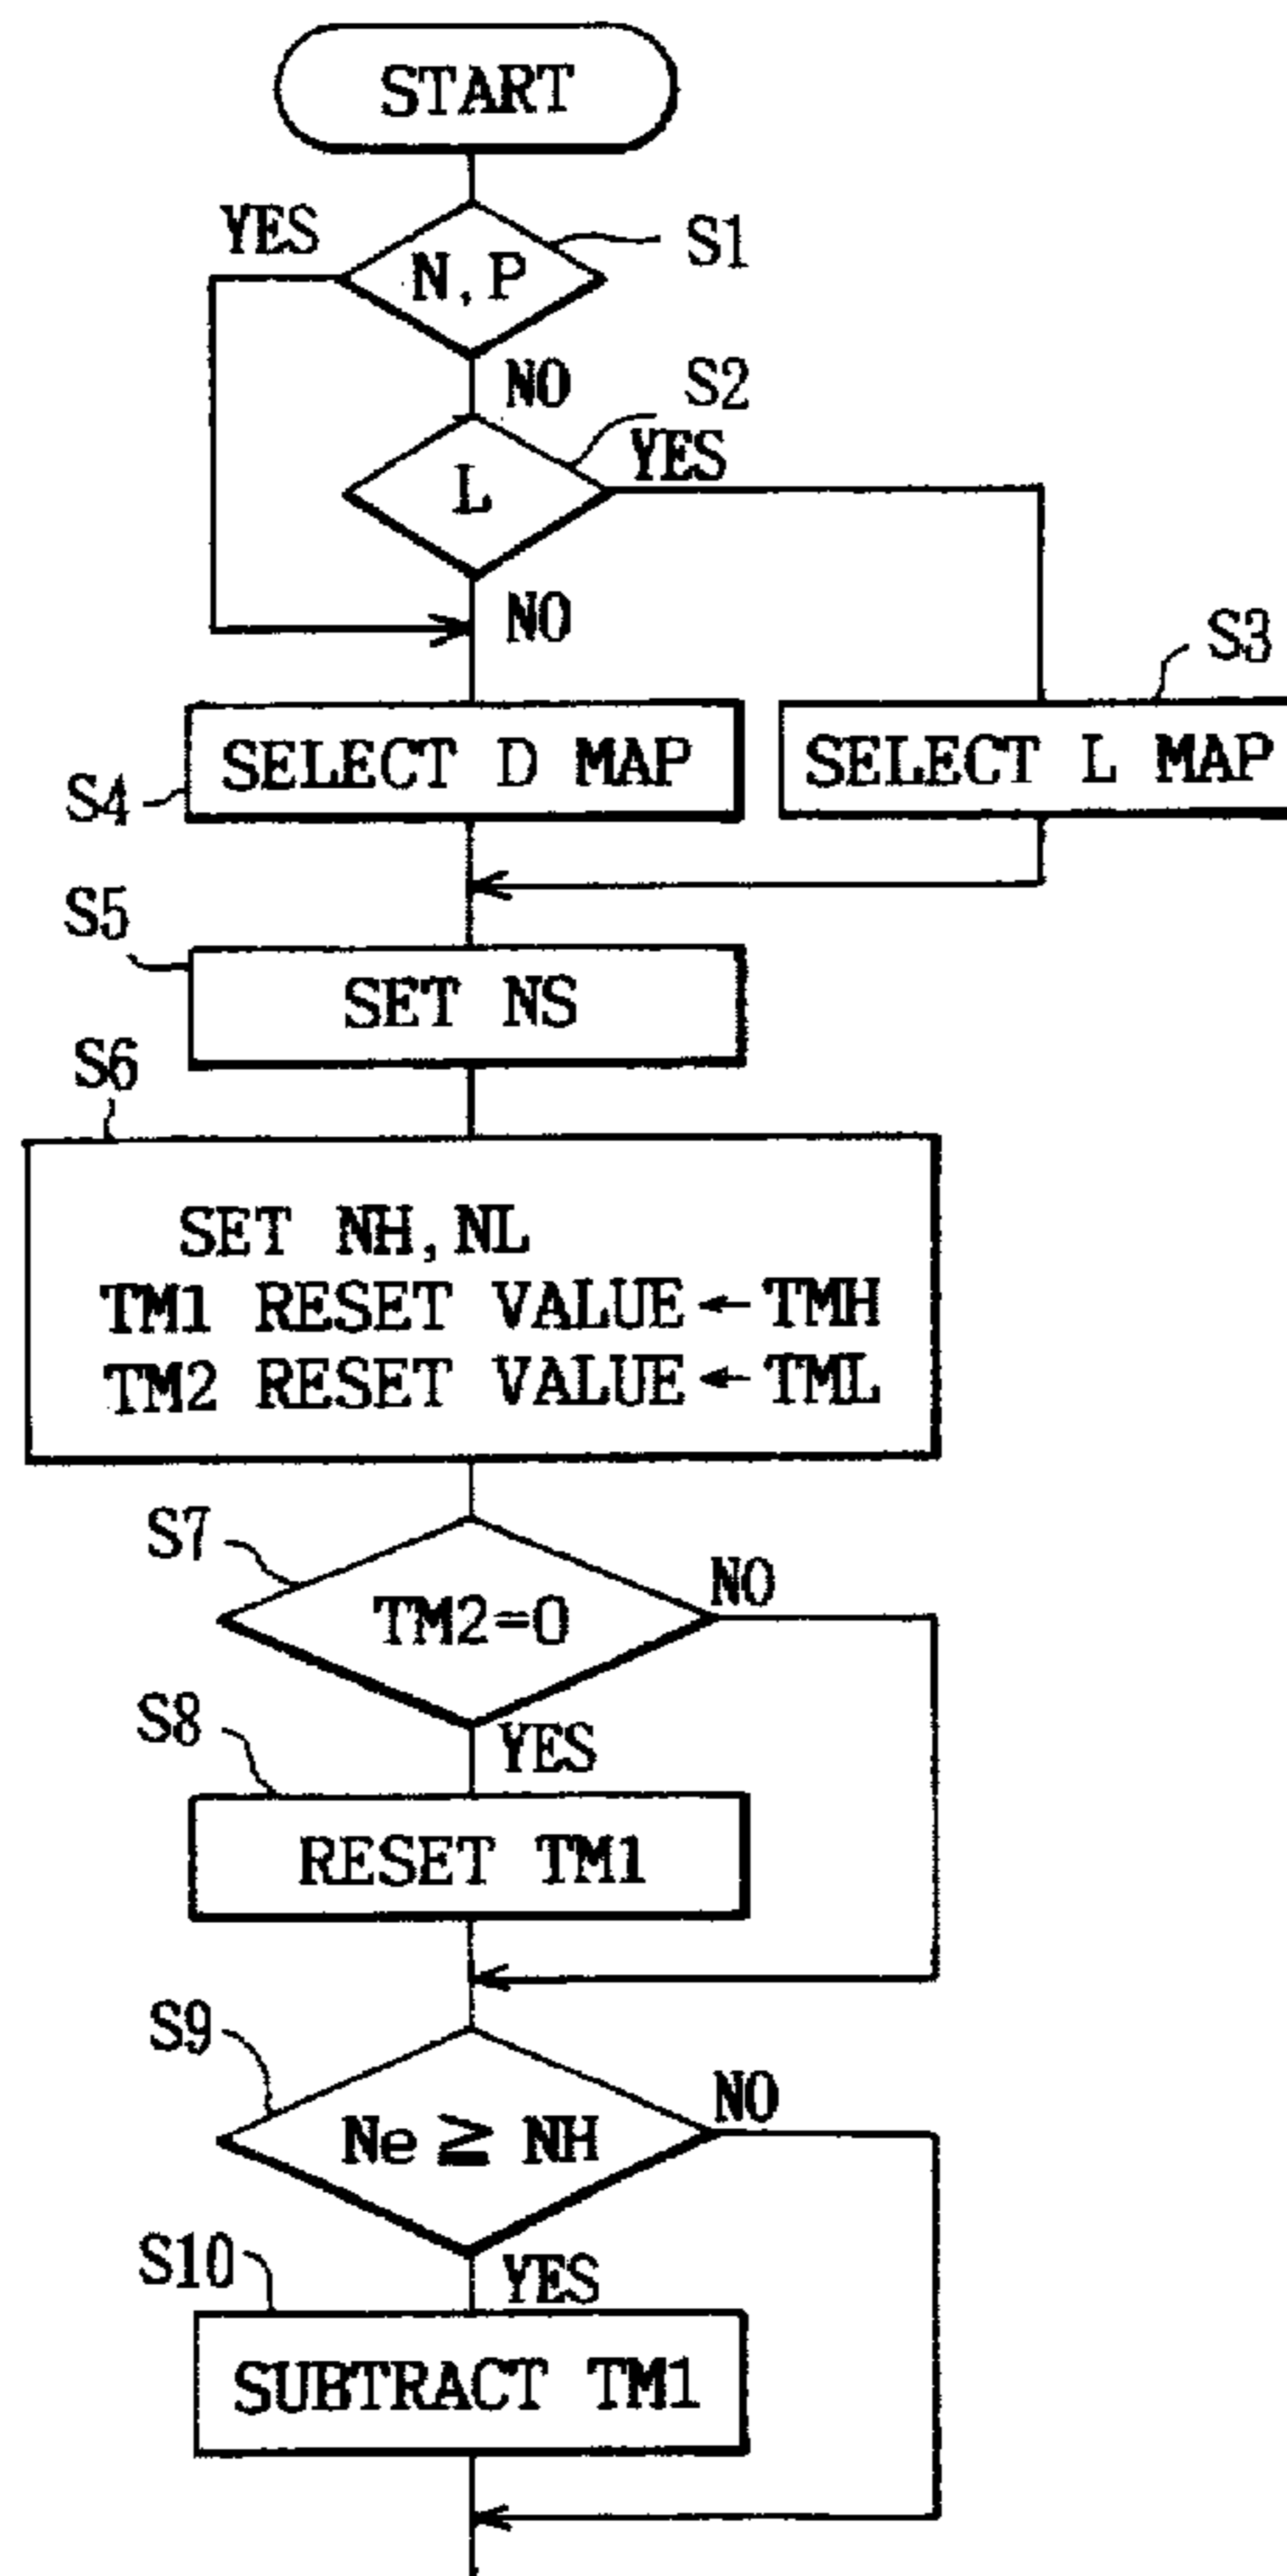 START
YES
N,P
S1
NO
S2
L
YES
NO
S3
SELECT D MAP
SELECT L MAP
S4
S5
SET NS
S6
SET NH,NL
TM1 RESET VALUE ← TMH
TM2 RESET VALUE ← TML
S7
NO
TM2=0
S8
YES
RESET TM1
S9
NO
Ne ≧ NH
S10
YES
SUBTRACT TM1